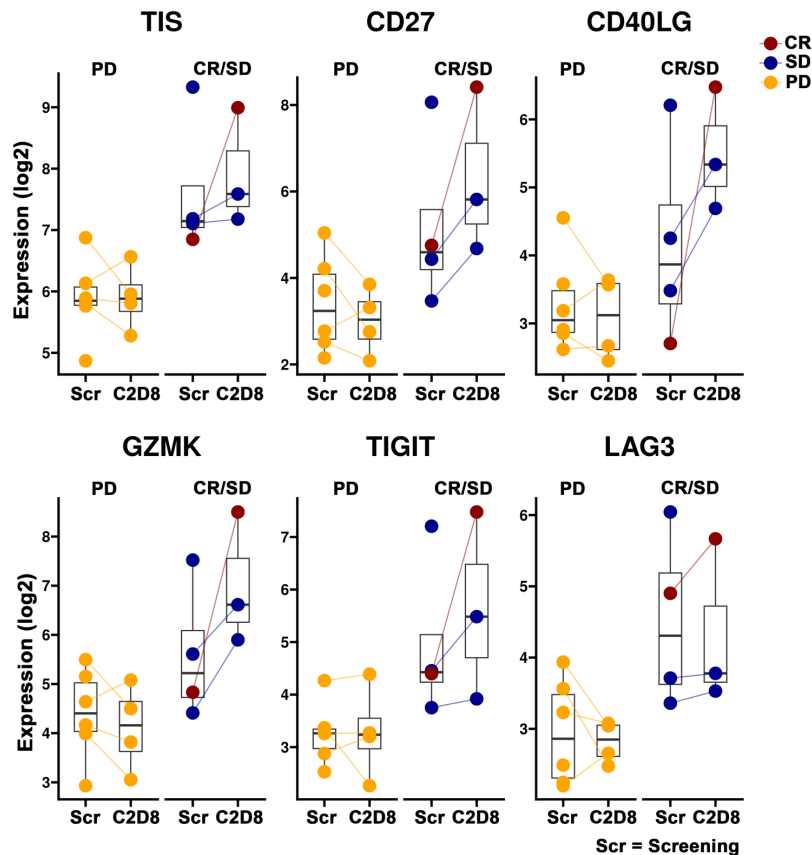 TIS CD27 CD40LG
CR
SD
PD
PD CR/SD PD CR/SD PD CR/SD
Expression (log2)
9
8
7
6
5
8
6
4
2
6
5
4
3
Scr C2D8 Scr C2D8 Scr C2D8 Scr C2D8 Scr C2D8 Scr C2D8
GZMK TIGIT LAG3
PD CR/SD PD CR/SD PD CR/SD
Expression (log2)
8
7
6
5
4
3
7
6
5
4
3
6
5
4
3
Scr C2D8 Scr C2D8 Scr C2D8 Scr C2D8 Scr C2D8 Scr C2D8
Scr = Screening